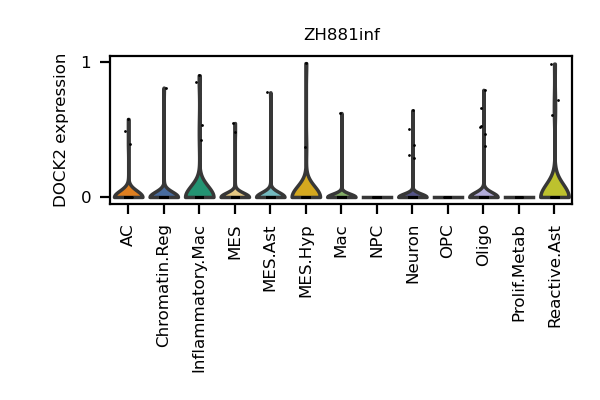 ZH881inf
DOCK2 expression
1
0
AC
Chromatin.Reg
Inflammatory.Mac
MES
MES.Ast
MES.Hyp
Mac
NPC
Neuron
OPC
Oligo
Prolif.Metab
Reactive.Ast